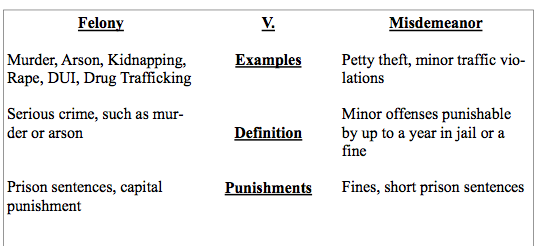 Felony V. Misdemeanor
Murder, Arson, Kidnapping, Examples Petty theft, minor traffic vio-
Rape, DUI, Drug Trafficking lations
Serious crime, such as mur- Minor offenses punishable
der or arson Definition by up to a year in jail or a
fine
Prison sentences, capital Punishments Fines, short prison sentences
punishment